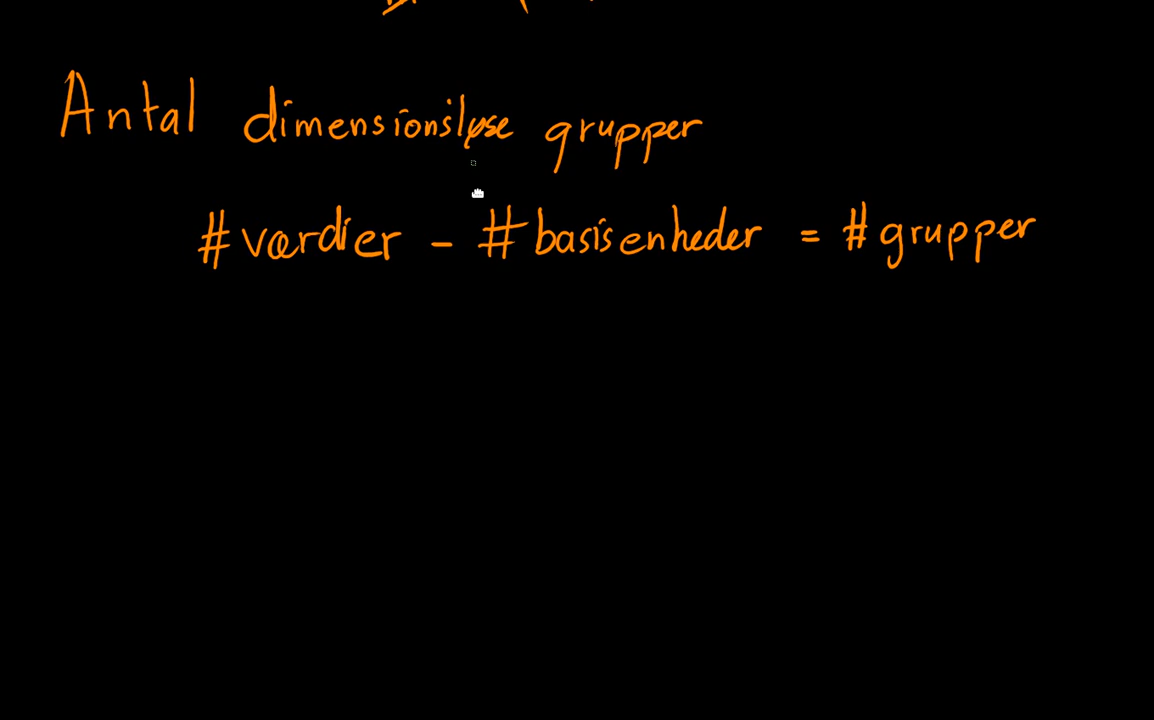 Antal dimensionsløse grupper
#værdier - #basisenheder = #grupper